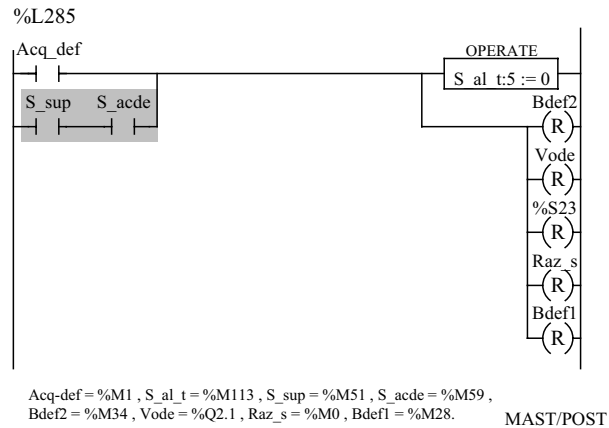 %L285
Acq_def
OPERATE
S_al_t:5 := 0
S_sup S_acde
Bdef2
R
Vode
R
%S23
R
Raz_s
R
Bdef1
R
Acq-def = %M1 , S_al_t = %M113 , S_sup = %M51 , S_acde = %M59 ,
Bdef2 = %M34 , Vode = %Q2.1 , Raz_s = %M0 , Bdef1 = %M28.
MAST/POST